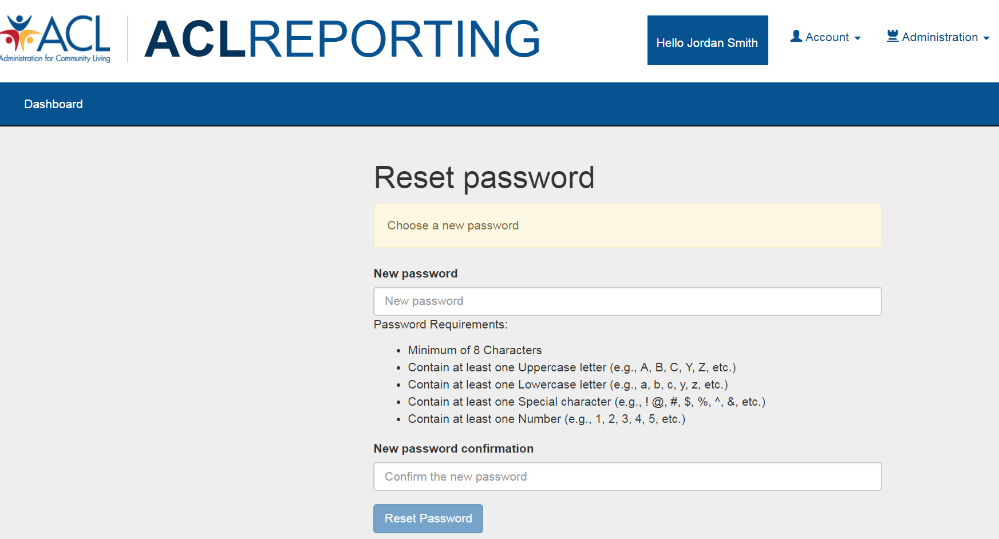 ACL
Administration for Community Living
ACLREPORTING
Hello Jordan Smith
Account
Administration
Dashboard
Reset password
Choose a new password
New password
New password
Password Requirements:
• Minimum of 8 Characters
• Contain at least one Uppercase letter (e.g., A, B, C, Y, Z, etc.)
• Contain at least one Lowercase letter (e.g., a, b, c, y, z, etc.)
• Contain at least one Special character (e.g., ! @, #, $, %, ^, &, etc.)
• Contain at least one Number (e.g., 1, 2, 3, 4, 5, etc.)
New password confirmation
Confirm the new password
Reset Password